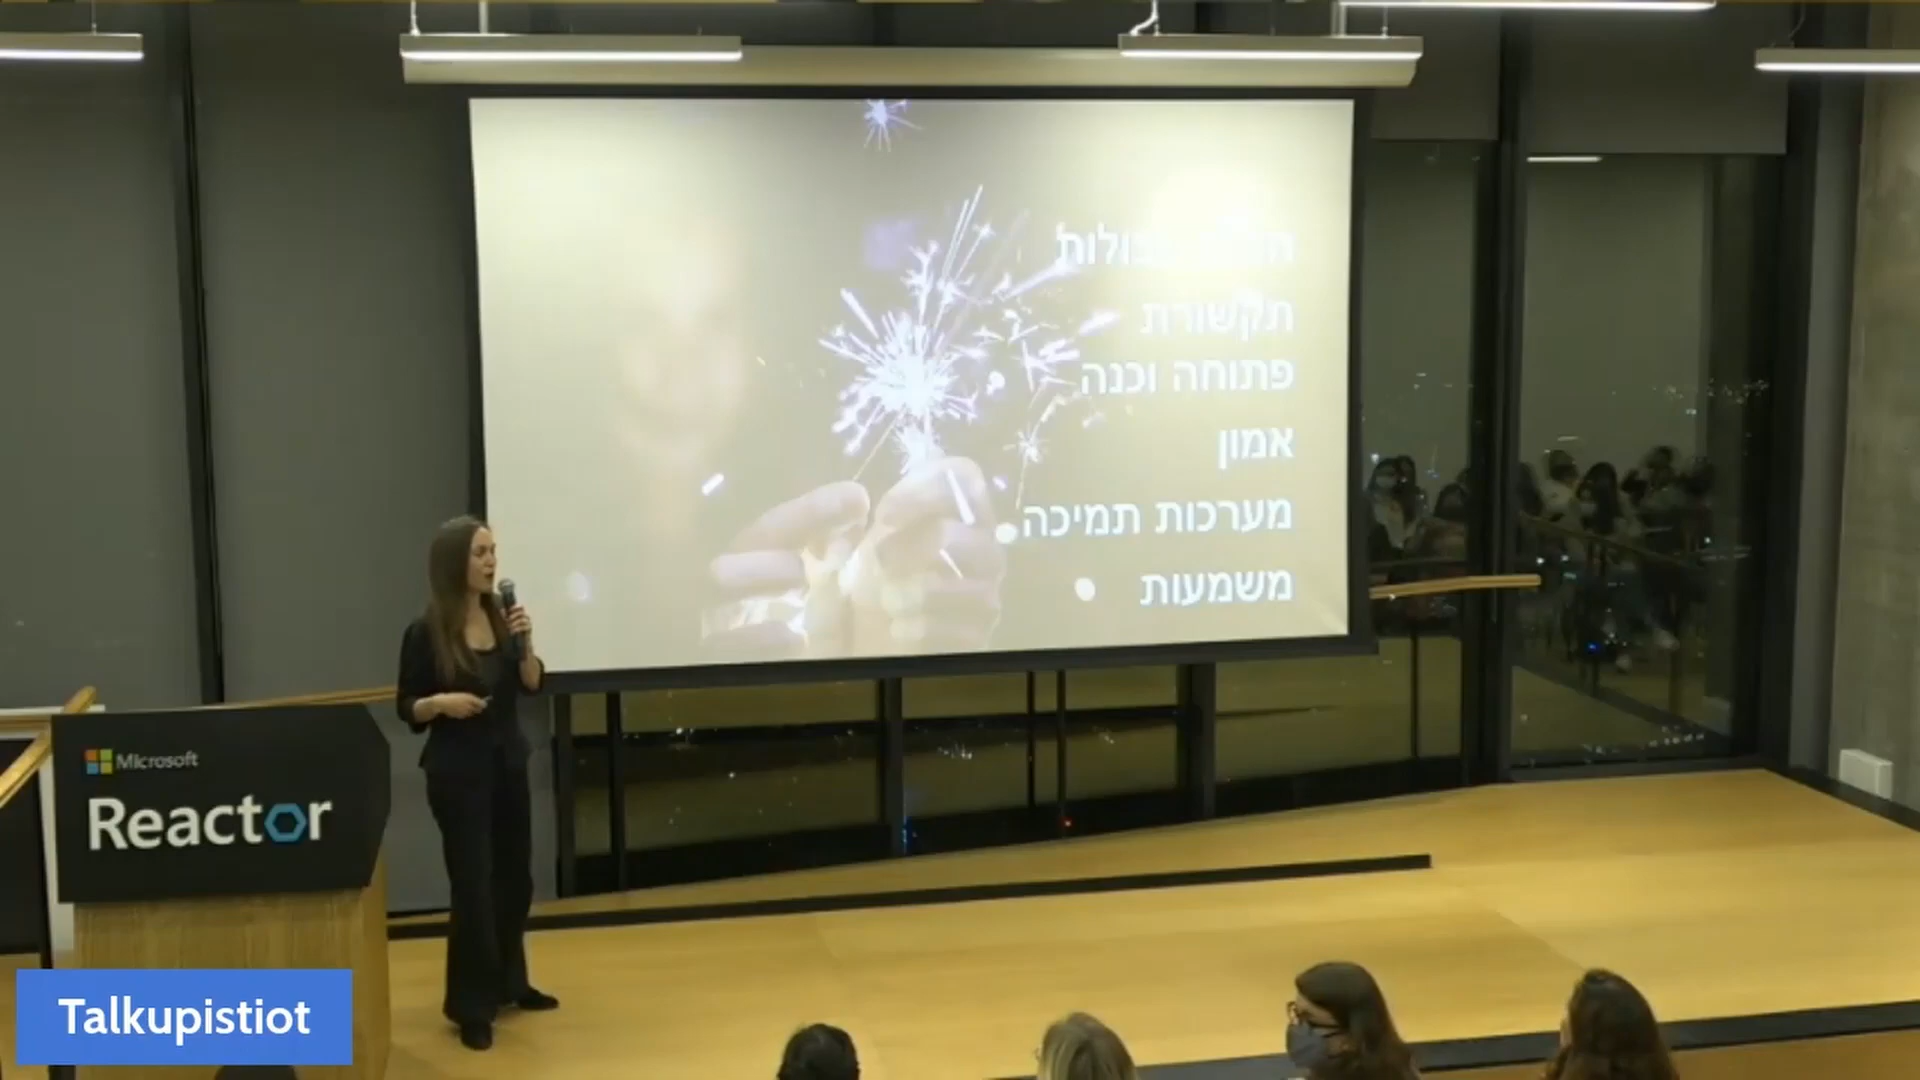 תקשורת
פתוחה וכנה
אמון
מערכות תמיכה
משמעות
Microsoft
Reactor
Talkupistiot